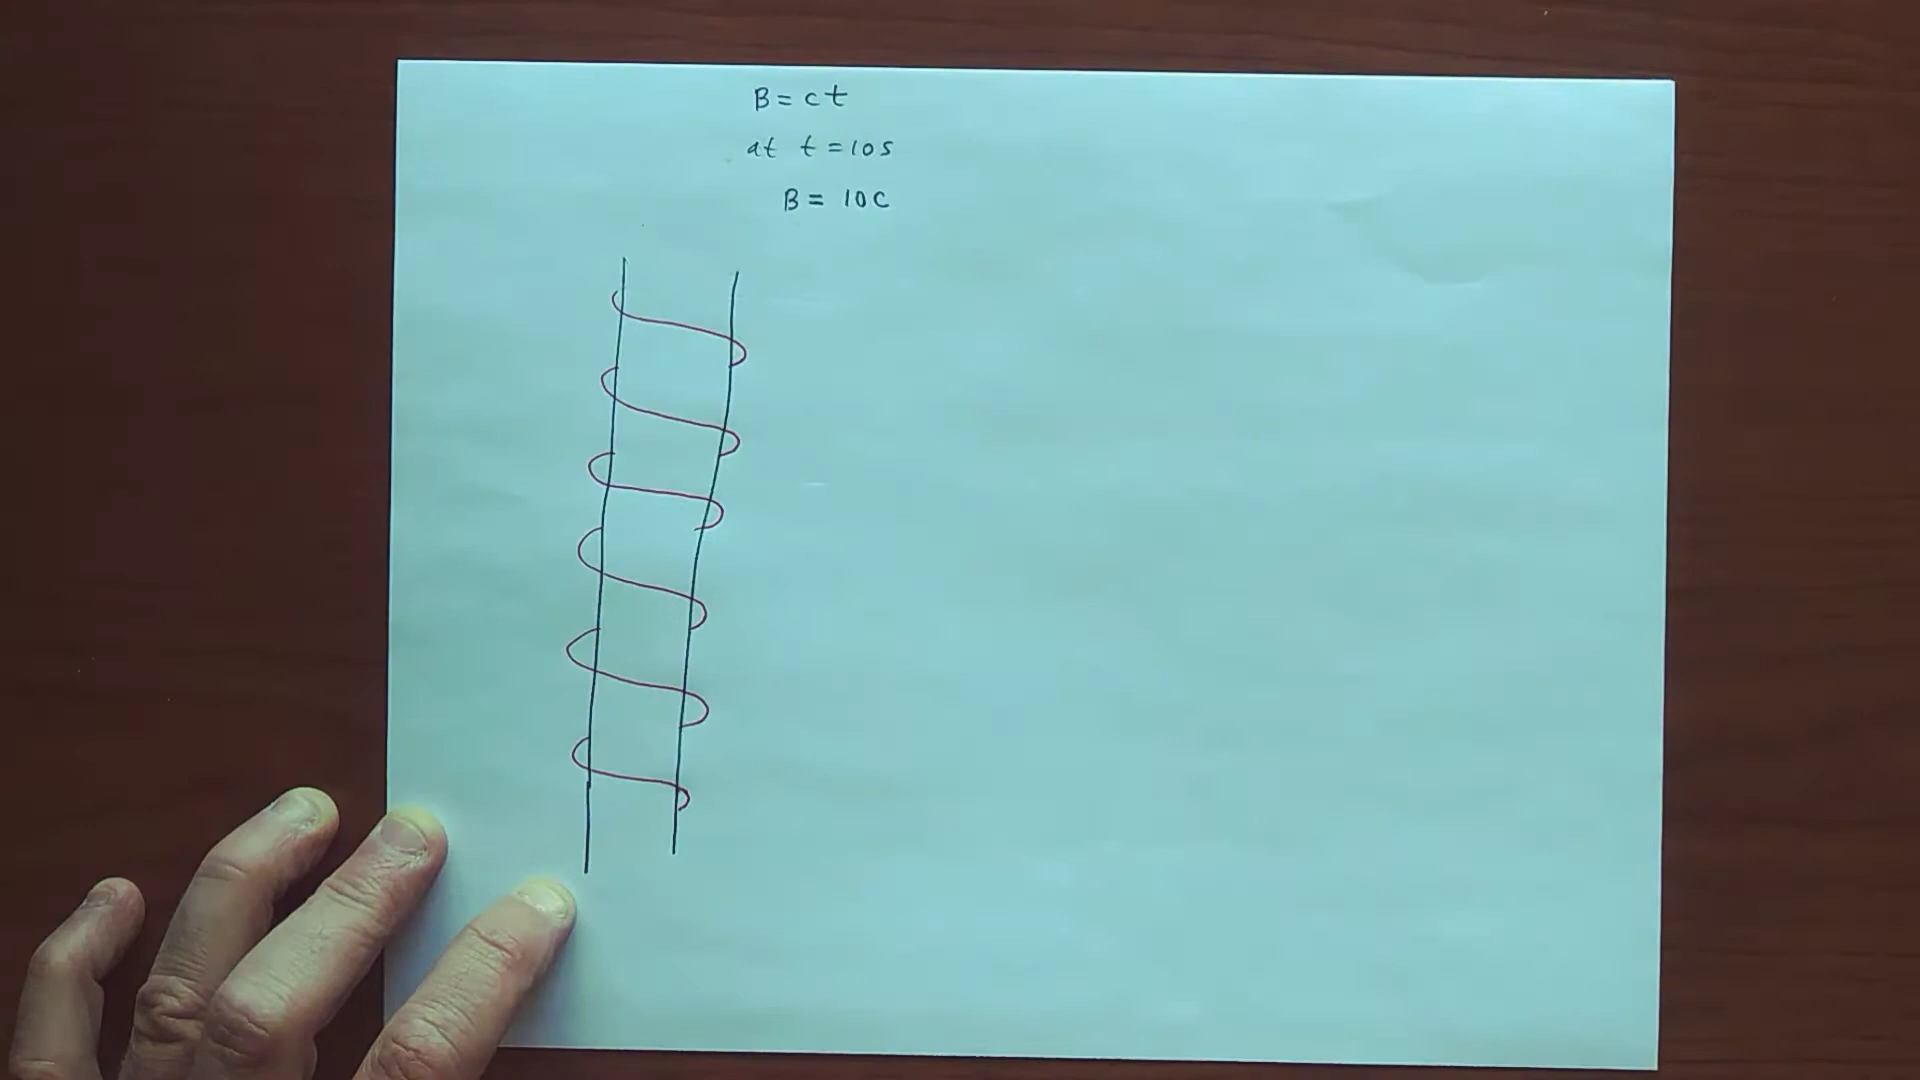 B = ct
at t = 10s
B = 10c